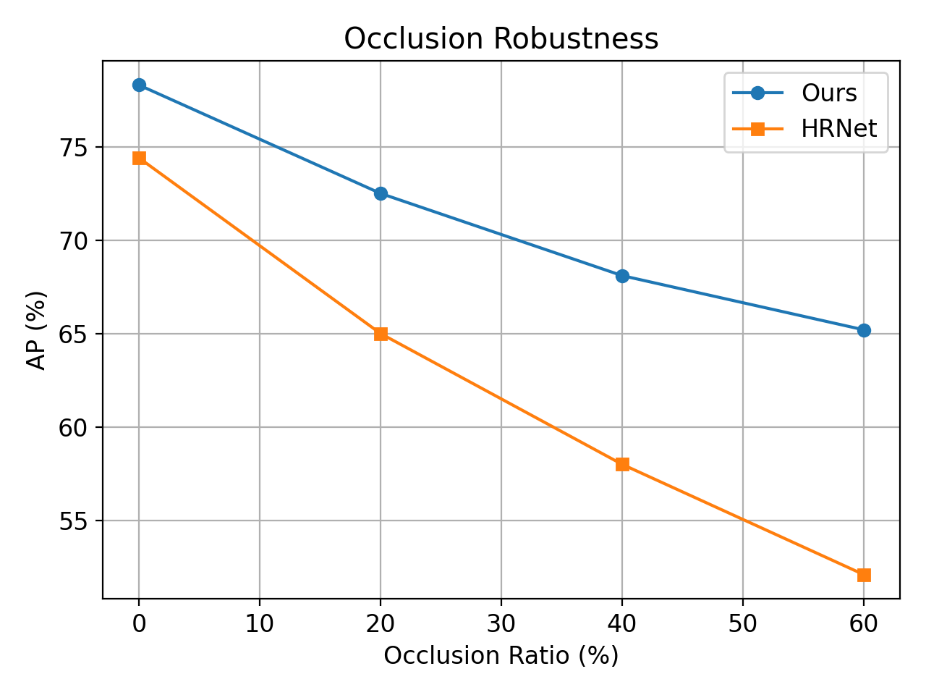 Occlusion Robustness
Ours
HRNet
75
70
65
60
55
AP (%)
0 10 20 30 40 50 60
Occlusion Ratio (%)